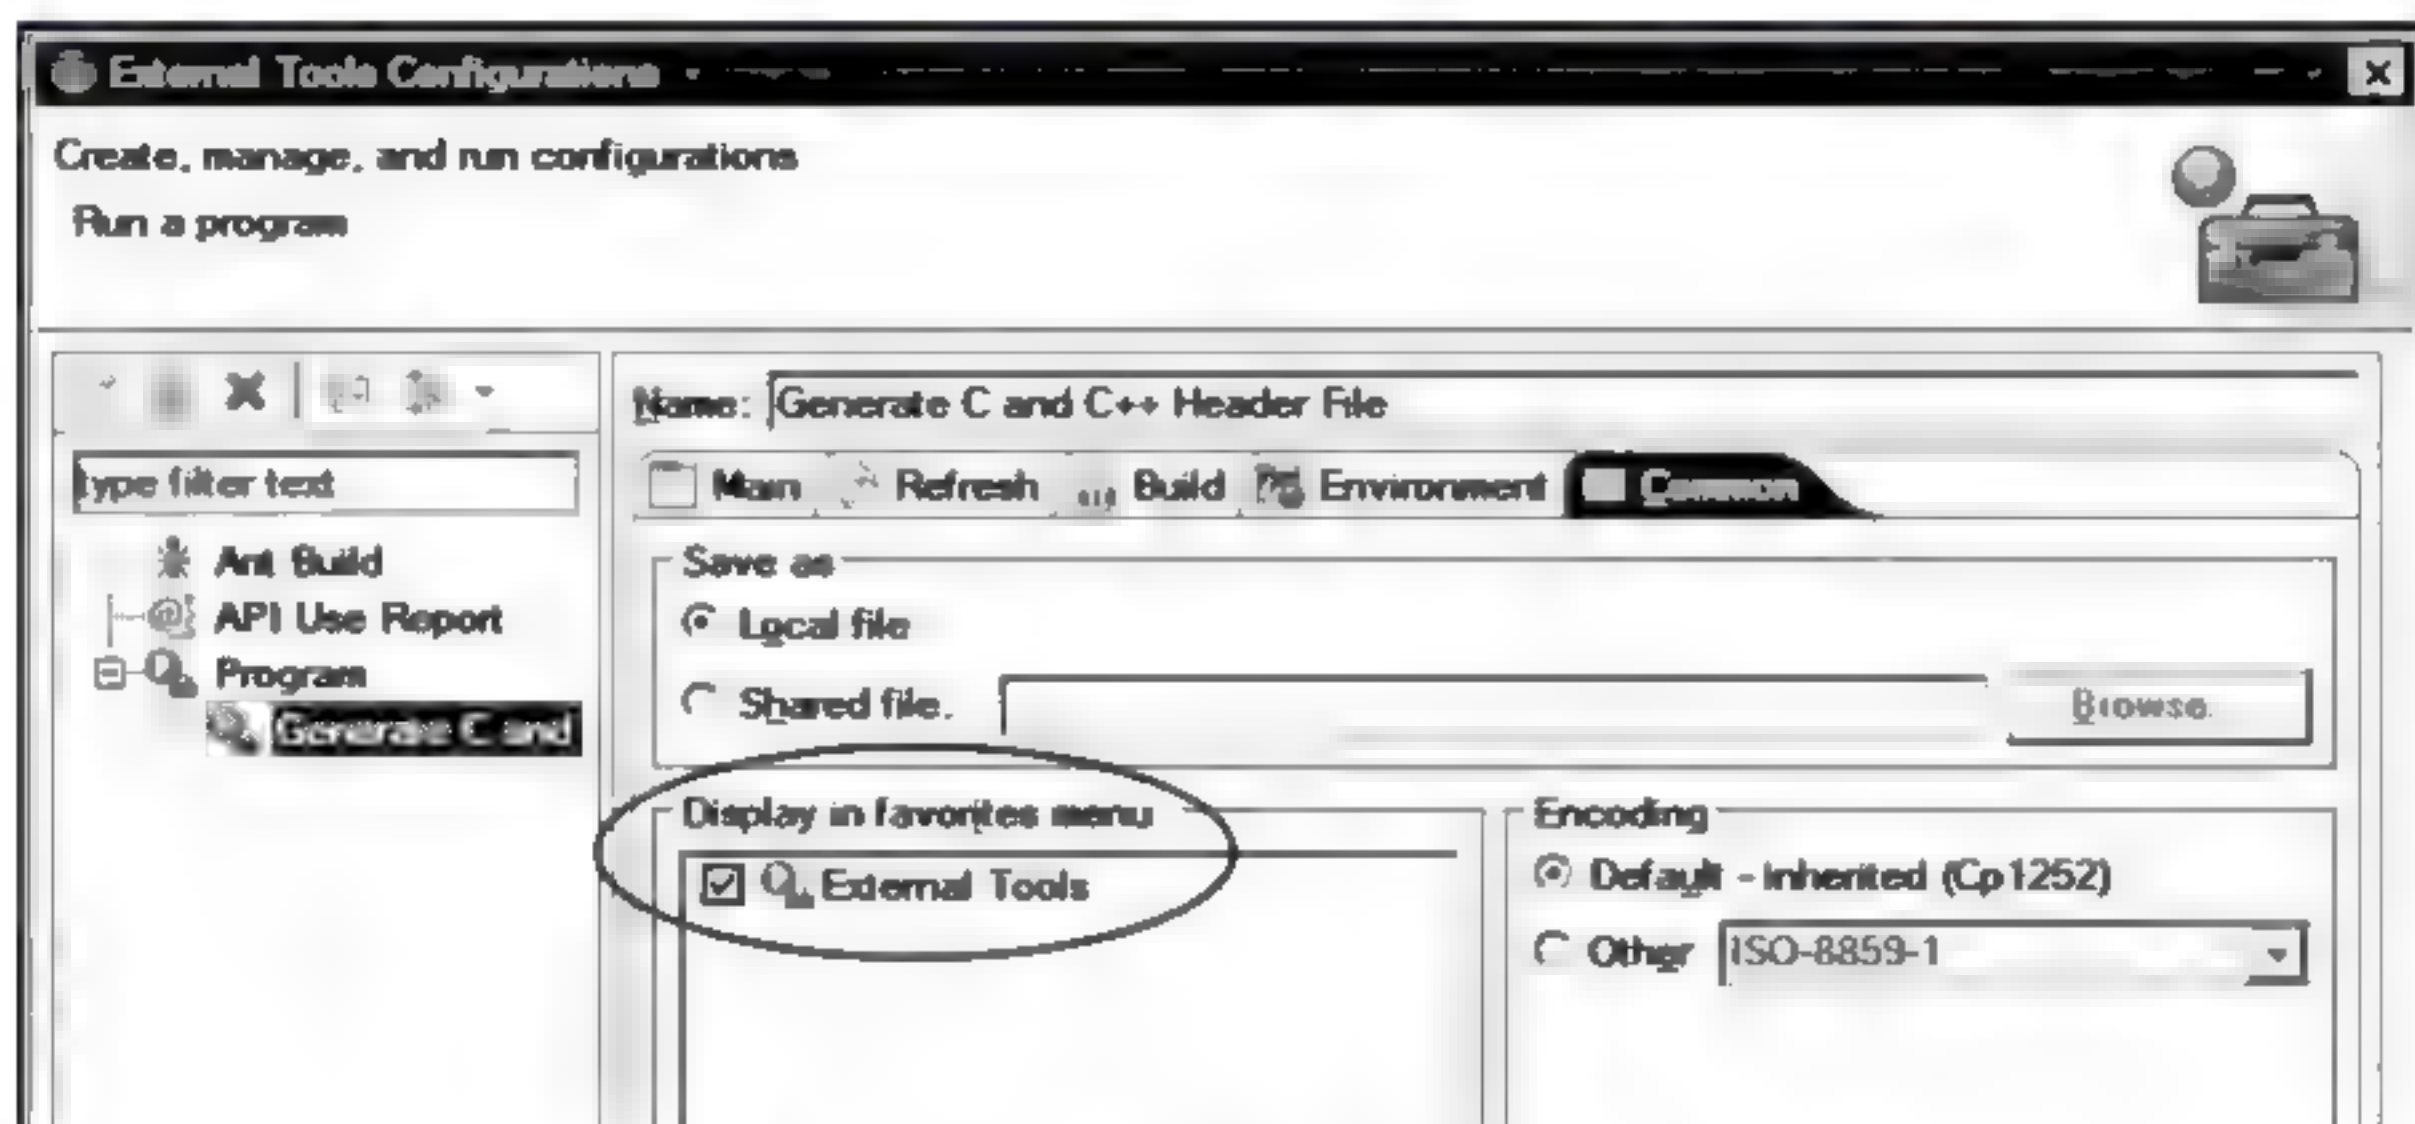 External Tools Configurations
Create, manage, and run configurations
Run a program
Name: Generate C and C++ Header File
type filter text
Main Refresh Build Environment Common
Ant Build
API Use Report
Program
Generate C and
Save as
Local file
Shared file.
Browse.
Display in favorites menu
External Tools
Encoding
Default - inherited (Cp1252)
Other ISO-8859-1